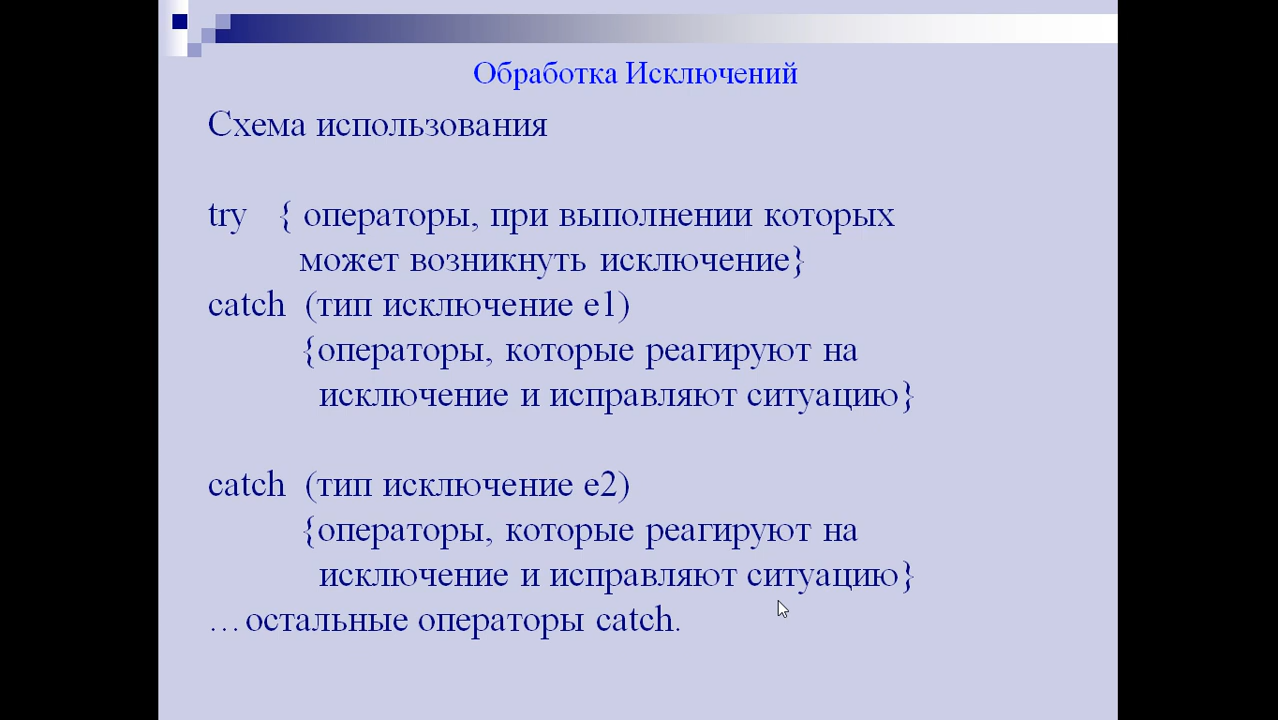 Обработка Исключений
Схема использования
try { операторы, при выполнении которых
может возникнуть исключение}
catch (тип исключение e1)
{операторы, которые реагируют на
исключение и исправляют ситуацию}
catch (тип исключение e2)
{операторы, которые реагируют на
исключение и исправляют ситуацию}
…остальные операторы catch.